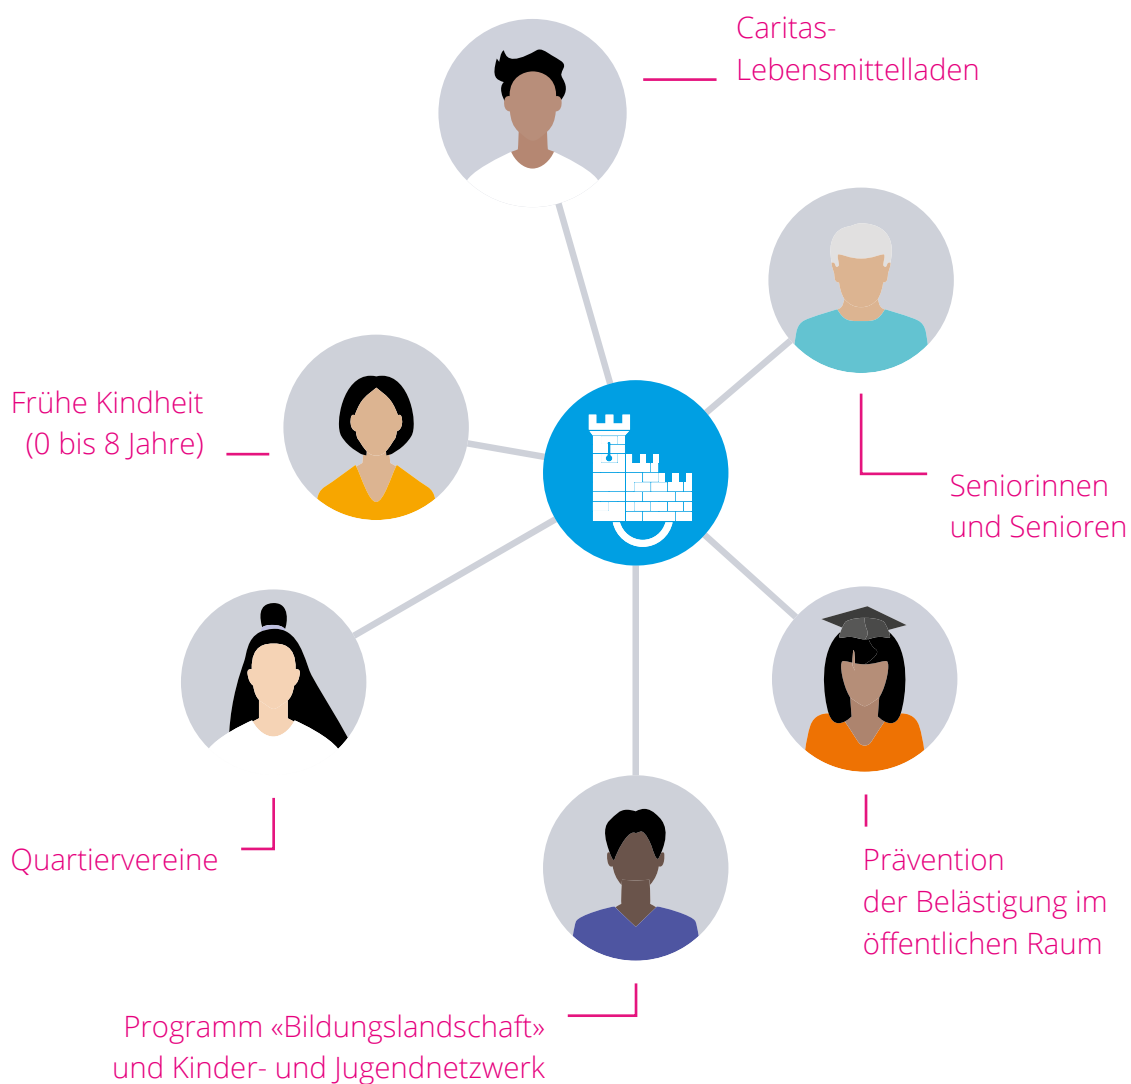 Caritas-
Lebensmittelladen
Frühe Kindheit
(0 bis 8 Jahre)
Seniorinnen
und Senioren
Quartiervereine
Prävention
der Belästigung im
öffentlichen Raum
Programm «Bildungslandschaft»
und Kinder- und Jugendnetzwerk